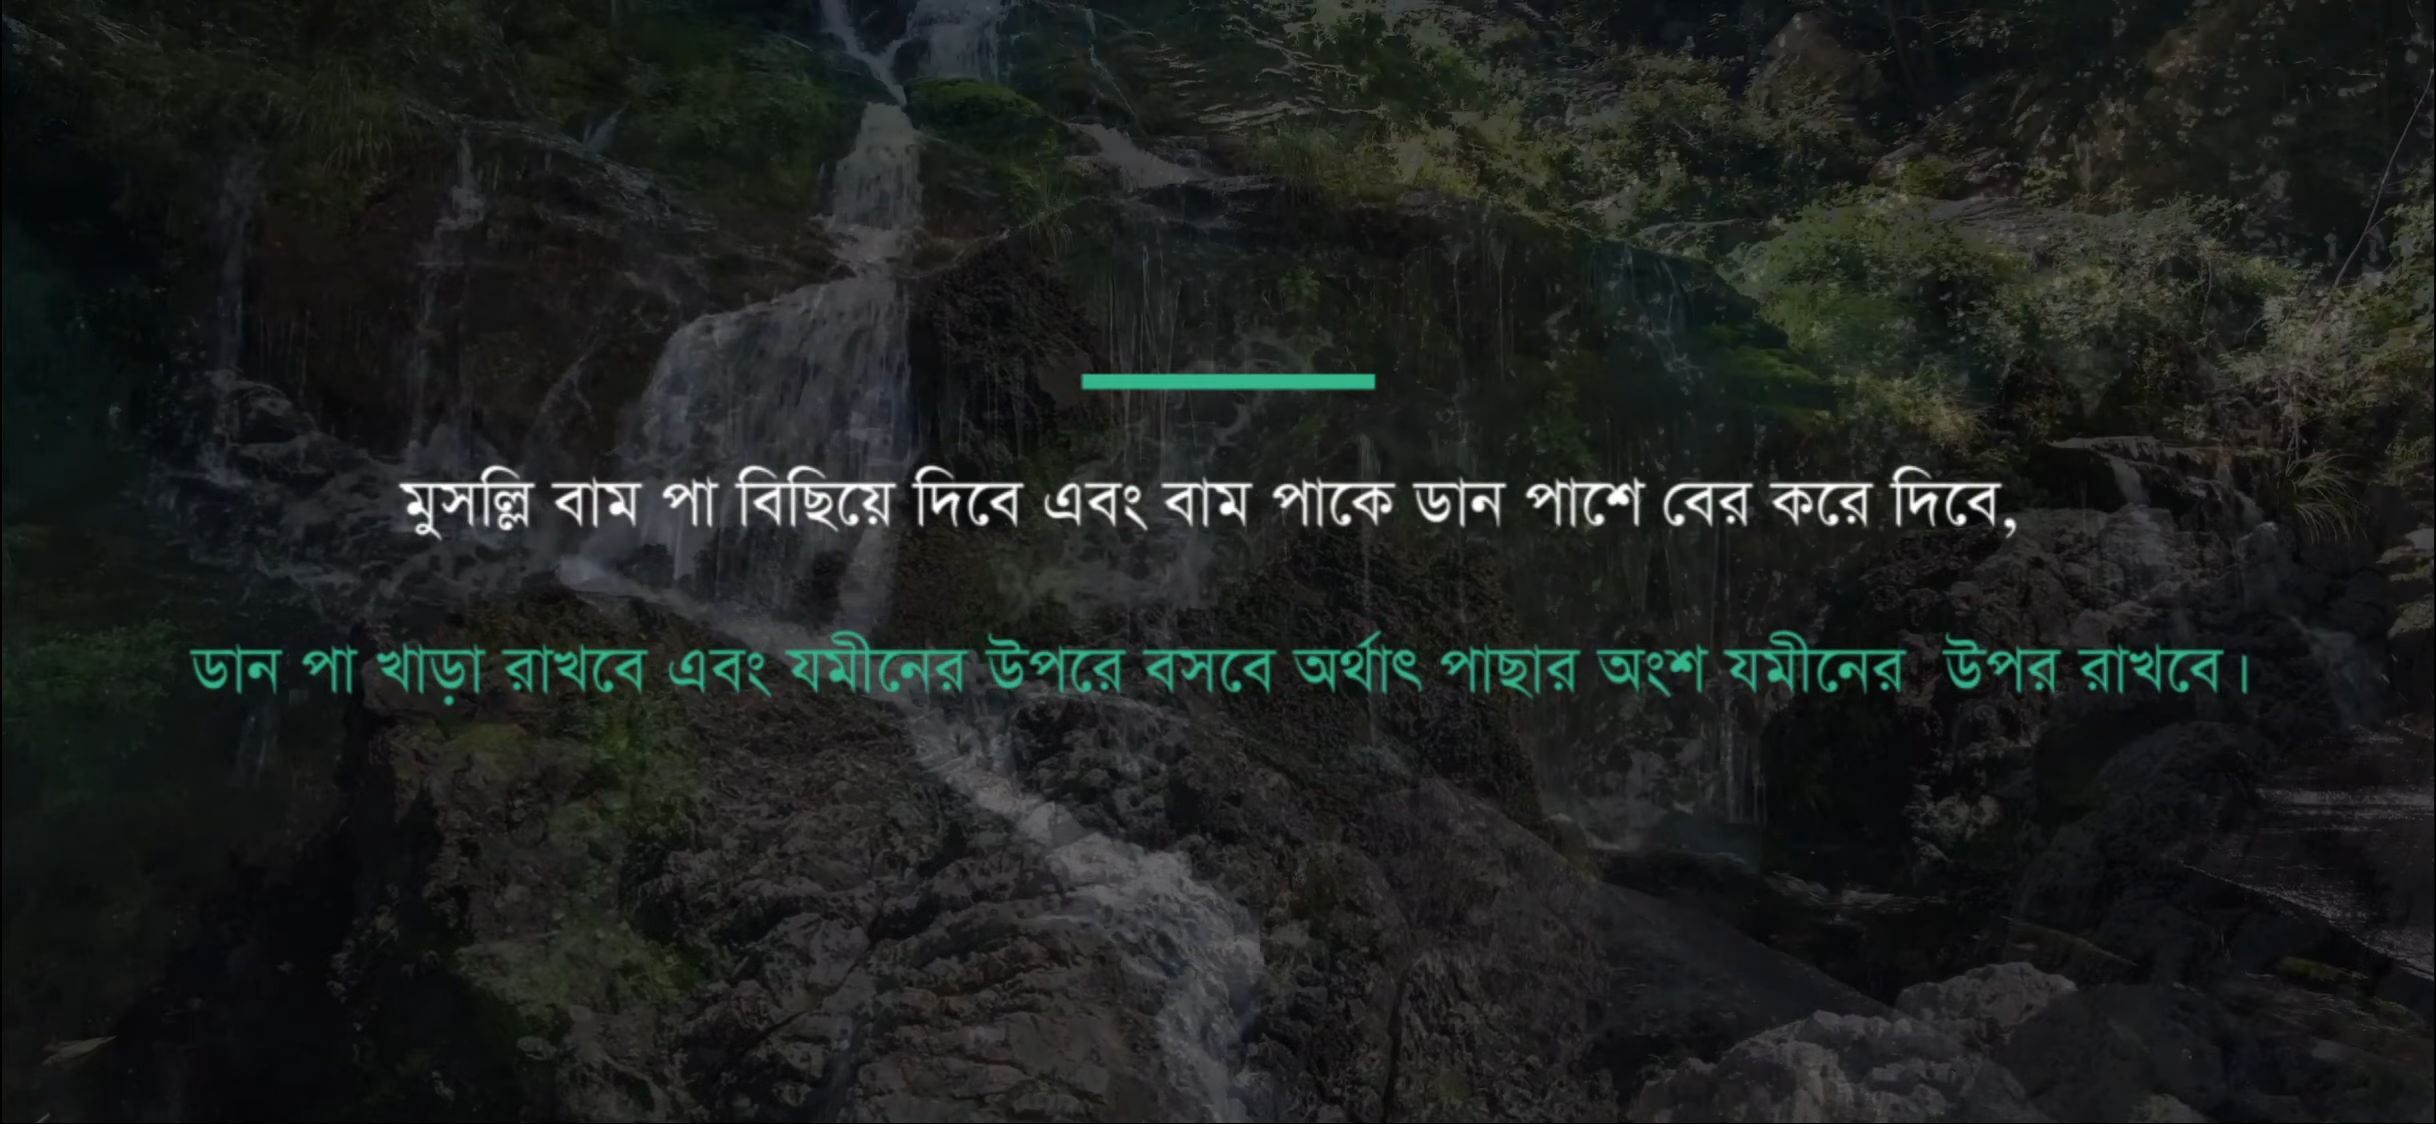 মুসল্লি বাম পা বিছিয়ে দিবে এবং বাম পাকে ডান পাশে বের করে দিবে,
ডান পা খাড়া রাখবে এবং যমীনের উপরে বসবে অর্থাৎ পাছার অংশ যমীনের উপর রাখবে।